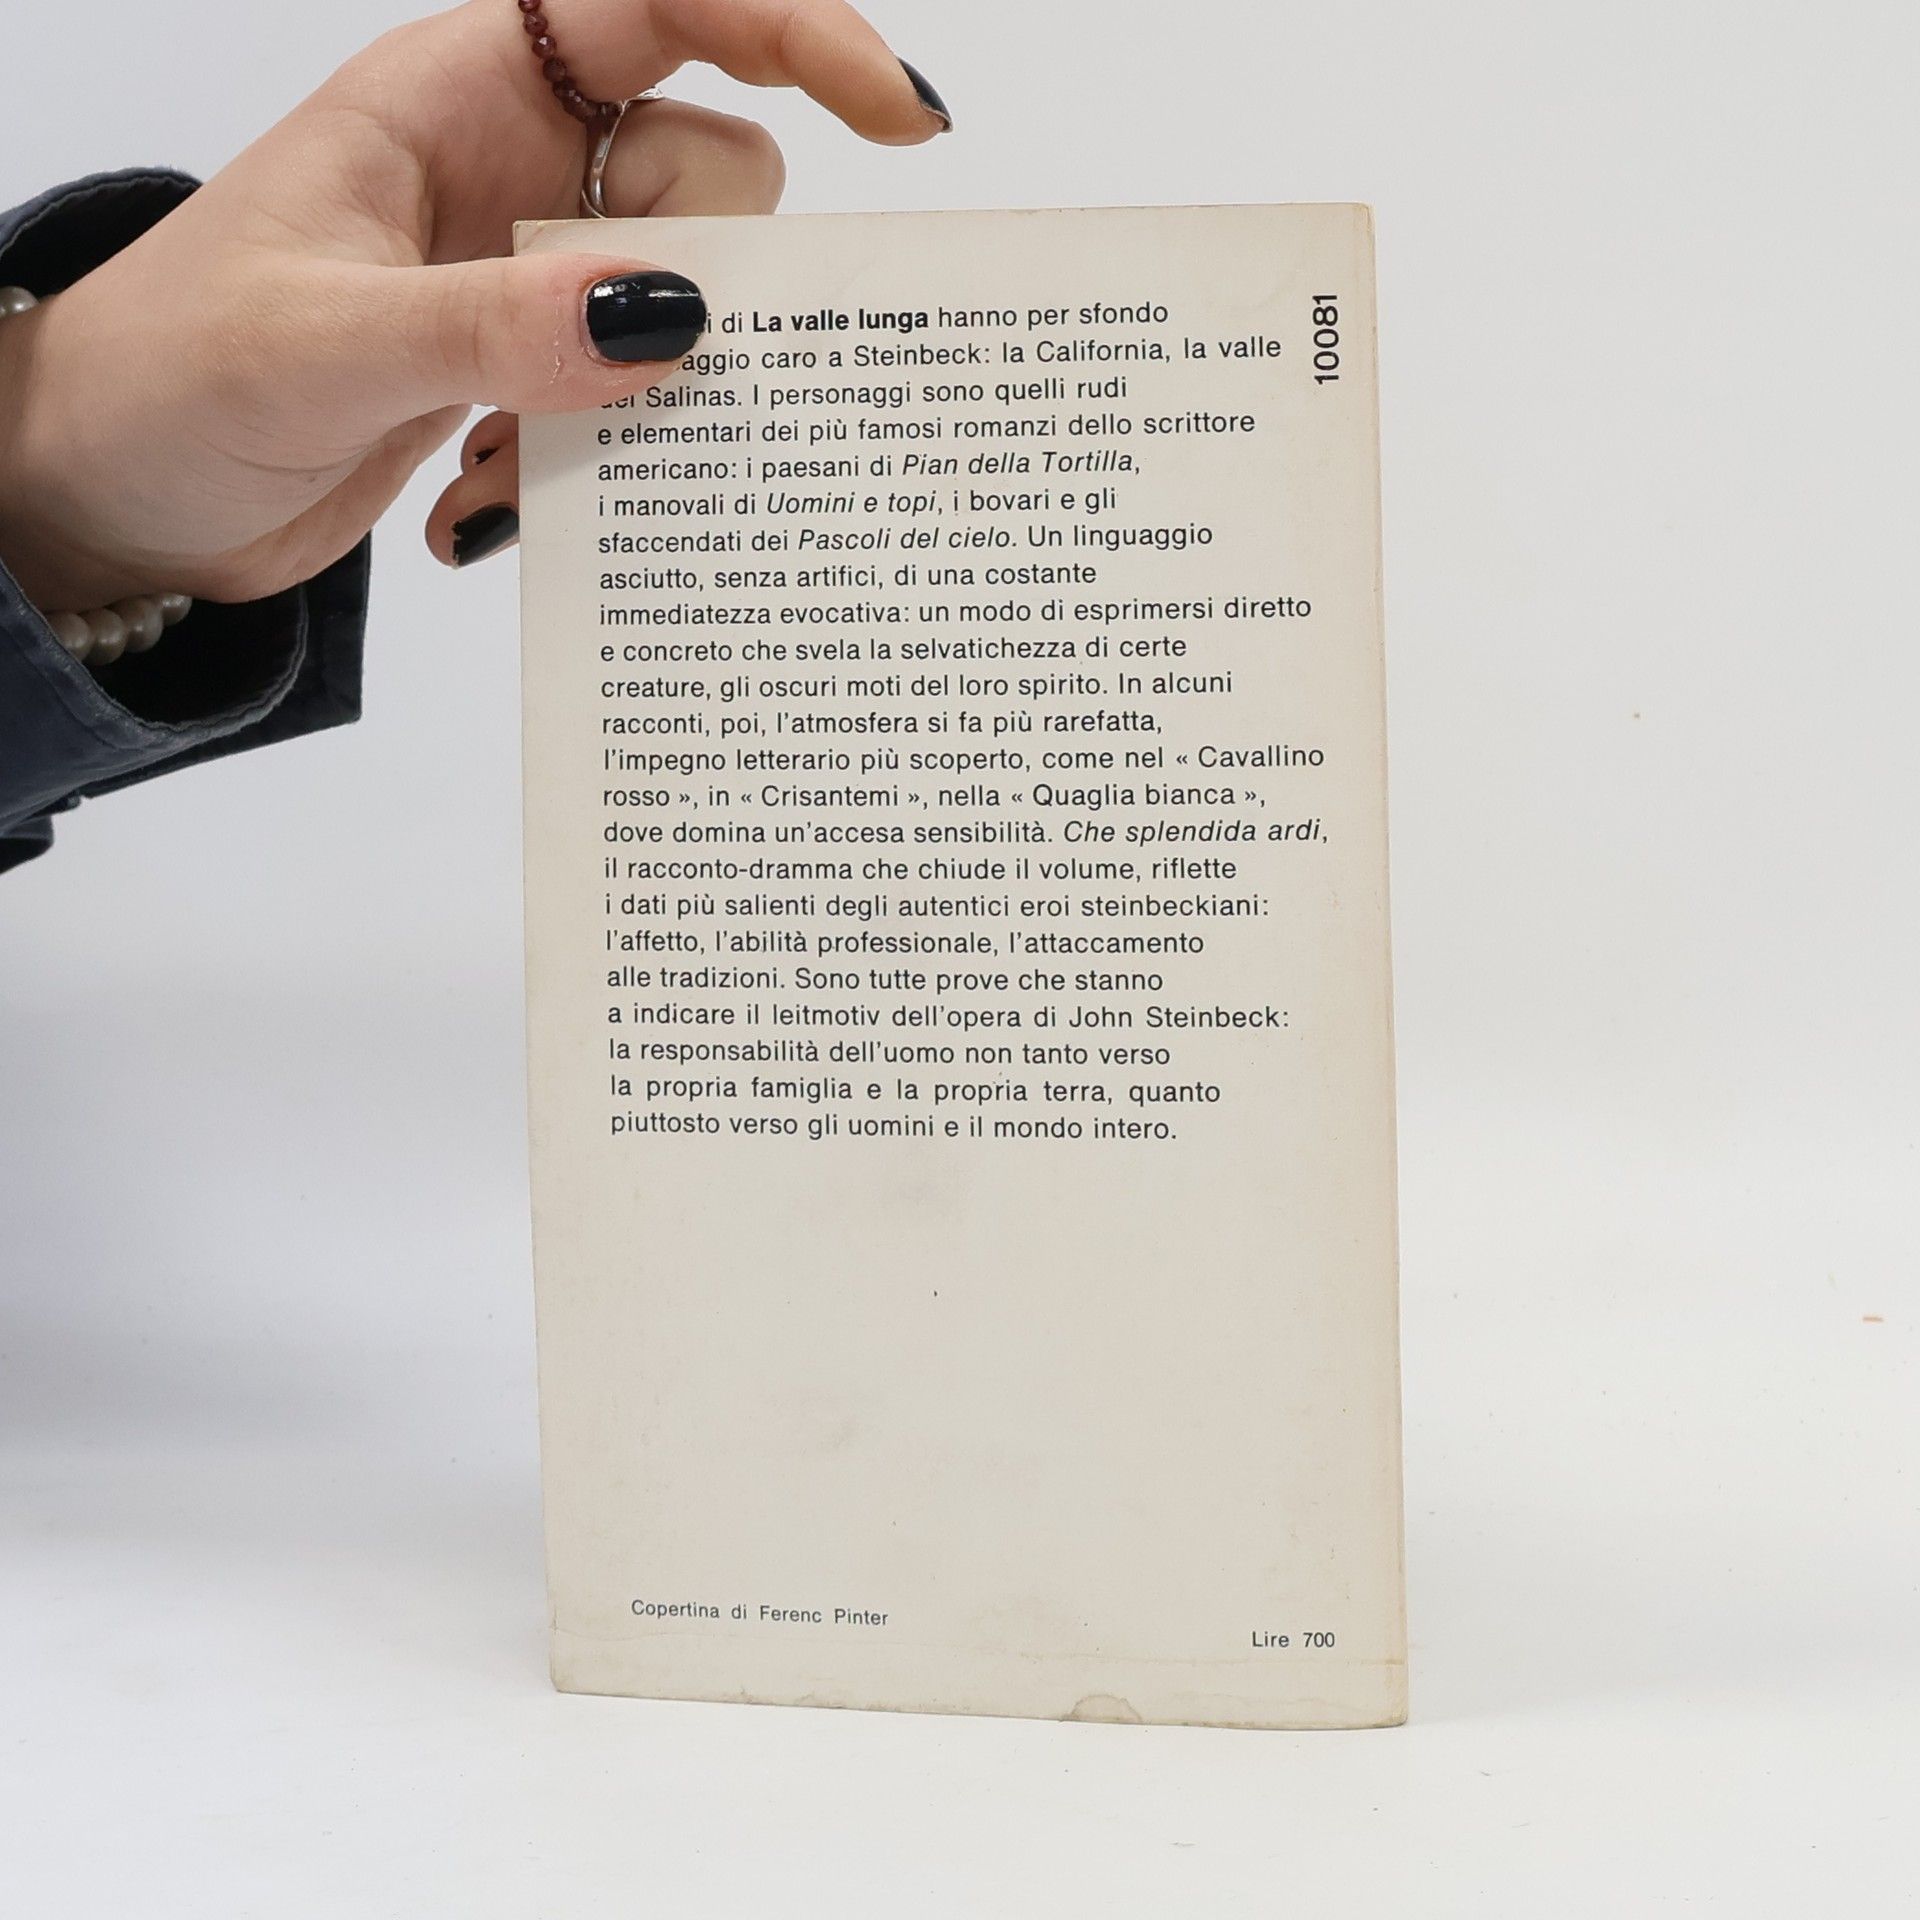 di La valle lunga hanno per sfondo
caro a Steinbeck: la California, la valle
Salinas. I personaggi sono quelli rudi
e elementari dei più famosi romanzi dello scrittore
americano: i paesani di Pian della Tortilla,
i manovali di Uomini e topi, i bovari e gli
sfaccendati dei Pascoli del cielo. Un linguaggio
asciutto, senza artifici, di una costante
immediatezza evocativa: un modo di esprimersi diretto
e concreto che svela la selvatichezza di certe
creature, gli oscuri moti del loro spirito. In alcuni
racconti, poi, l'atmosfera si fa più rarefatta,
l'impegno letterario più scoperto, come nel « Cavallino
rosso », in « Crisantemi », nella « Quaglia bianca »,
dove domina un'accesa sensibilità. Che splendida ardi,
il racconto-dramma che chiude il volume, riflette
i dati più salienti degli autentici eroi steinbeckiani:
l'affetto, l'abilità professionale, l'attaccamento
alle tradizioni. Sono tutte prove che stanno
a indicare il leitmotiv dell'opera di John Steinbeck:
la responsabilità dell'uomo non tanto verso
la propria famiglia e la propria terra, quanto
piuttosto verso gli uomini e il mondo intero.
10081
Copertina di Ferenc Pinter
Lire 700